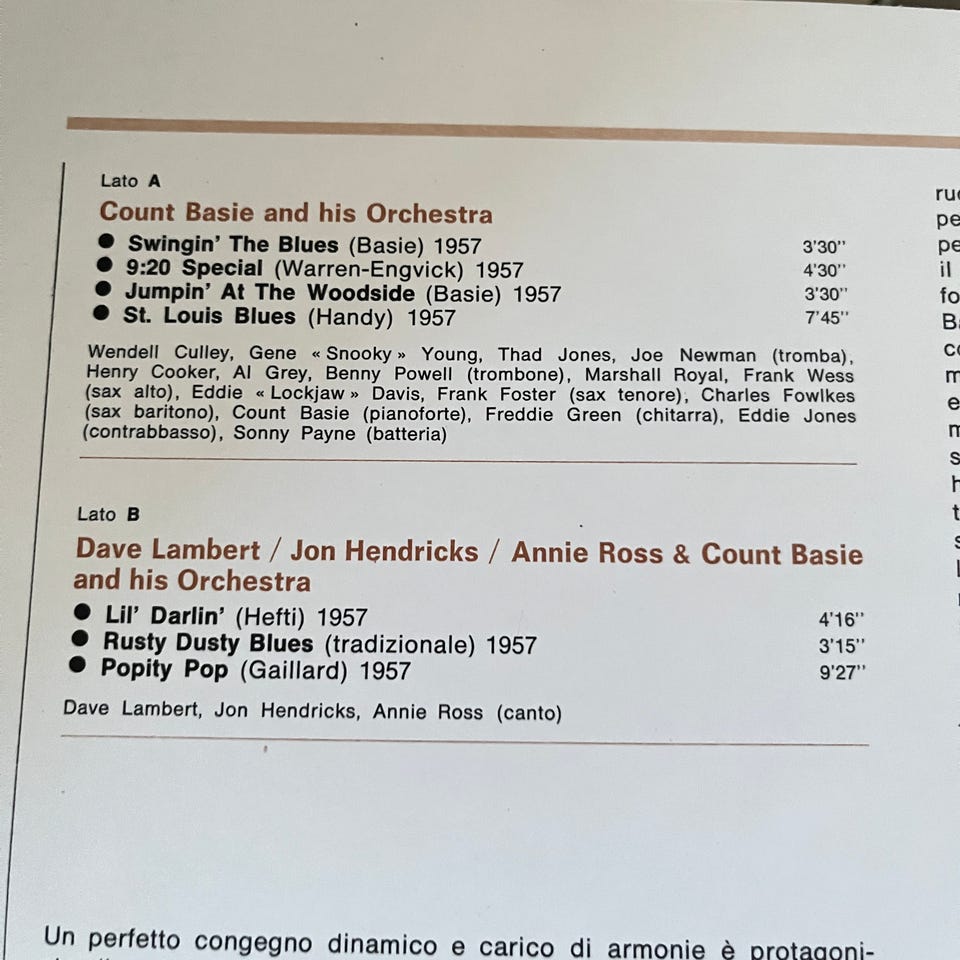 Lato A
Count Basie and his Orchestra
● Swingin' The Blues (Basie) 1957 3'30''
● 9:20 Special (Warren-Engvick) 1957 4'30''
● Jumpin' At The Woodside (Basie) 1957 3'30''
● St. Louis Blues (Handy) 1957 7'45''
Wendell Culley, Gene « Snooky » Young, Thad Jones, Joe Newman (tromba),
Henry Cooker, Al Grey, Benny Powell (trombone), Marshall Royal, Frank Wess
(sax alto), Eddie « Lockjaw » Davis, Frank Foster (sax tenore), Charles Fowlkes
(sax baritono), Count Basie (pianoforte), Freddie Green (chitarra), Eddie Jones
(contrabbasso), Sonny Payne (batteria)
Lato B
Dave Lambert / Jon Hendricks / Annie Ross & Count Basie
and his Orchestra
● Lil' Darlin' (Hefti) 1957 4'16''
● Rusty Dusty Blues (tradizionale) 1957 3'15''
● Popity Pop (Gaillard) 1957 9'27''
Dave Lambert, Jon Hendricks, Annie Ross (canto)
Un perfetto congegno dinamico e carico di armonie è protagoni-